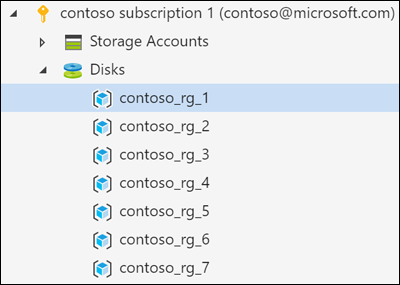 contoso subscription 1 (contoso@microsoft.com)
Storage Accounts
Disks
contoso_rg_1
contoso_rg_2
contoso_rg_3
contoso_rg_4
contoso_rg_5
contoso_rg_6
contoso_rg_7